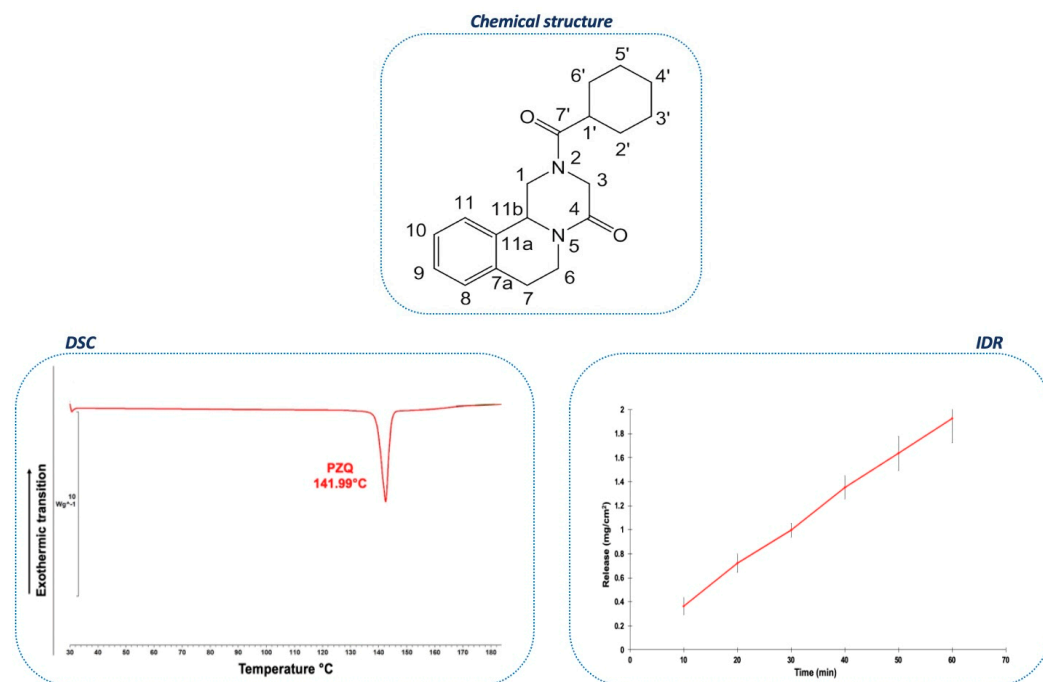 Chemical structure
5'
6'
4'
7'
O
3'
1'
2'
N
2
1
3
11
11b
4
10
11a
N
5
O
9
7a
6
8
7
DSC
Exothermic transition
10
Wg^-1
PZQ
141.99°C
30 40 50 60 70 80 90 100 110 120 130 140 150 160 170 180
Temperature °C
IDR
Release (mg/cm²)
2
1.8
1.6
1.4
1.2
1
0.8
0.6
0.4
0.2
0
0 10 20 30 40 50 60 70
Time (min)